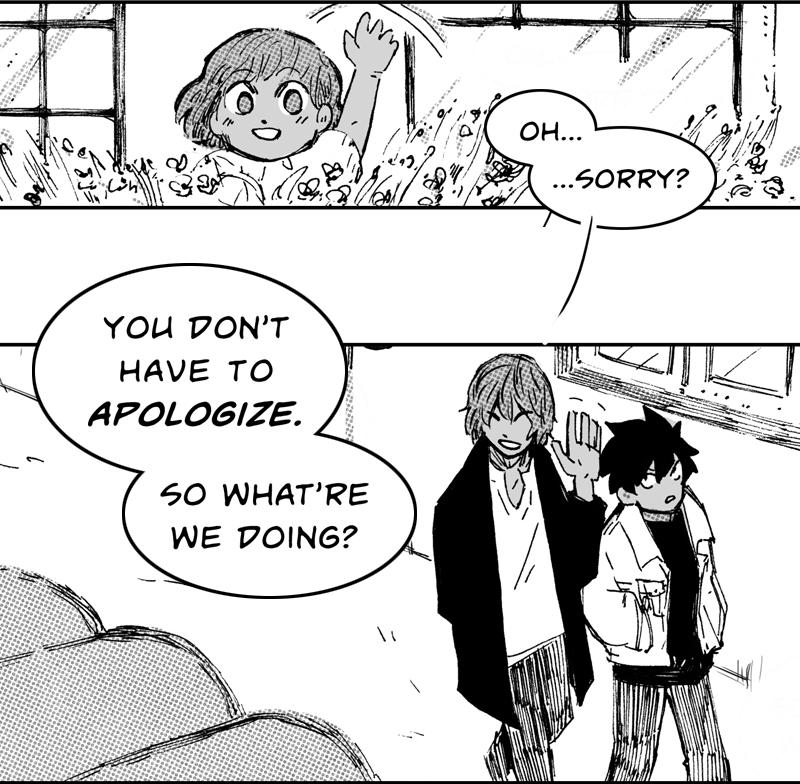 OH...
...SORRY?
YOU DON'T
HAVE TO
APOLOGIZE.
SO WHAT'RE
WE DOING?